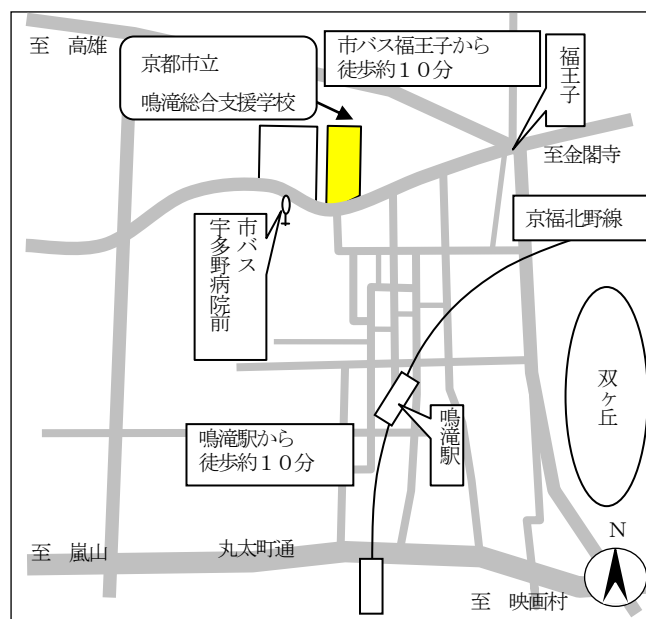 至　高雄
京都市立
鳴滝総合支援学校
市バス福王子から
徒歩約１０分
福王子
至金閣寺
京福北野線
市バス
宇多野病院前
双ヶ丘
鳴滝駅
鳴滝駅から
徒歩約１０分
N
至　嵐山
丸太町通
至　映画村